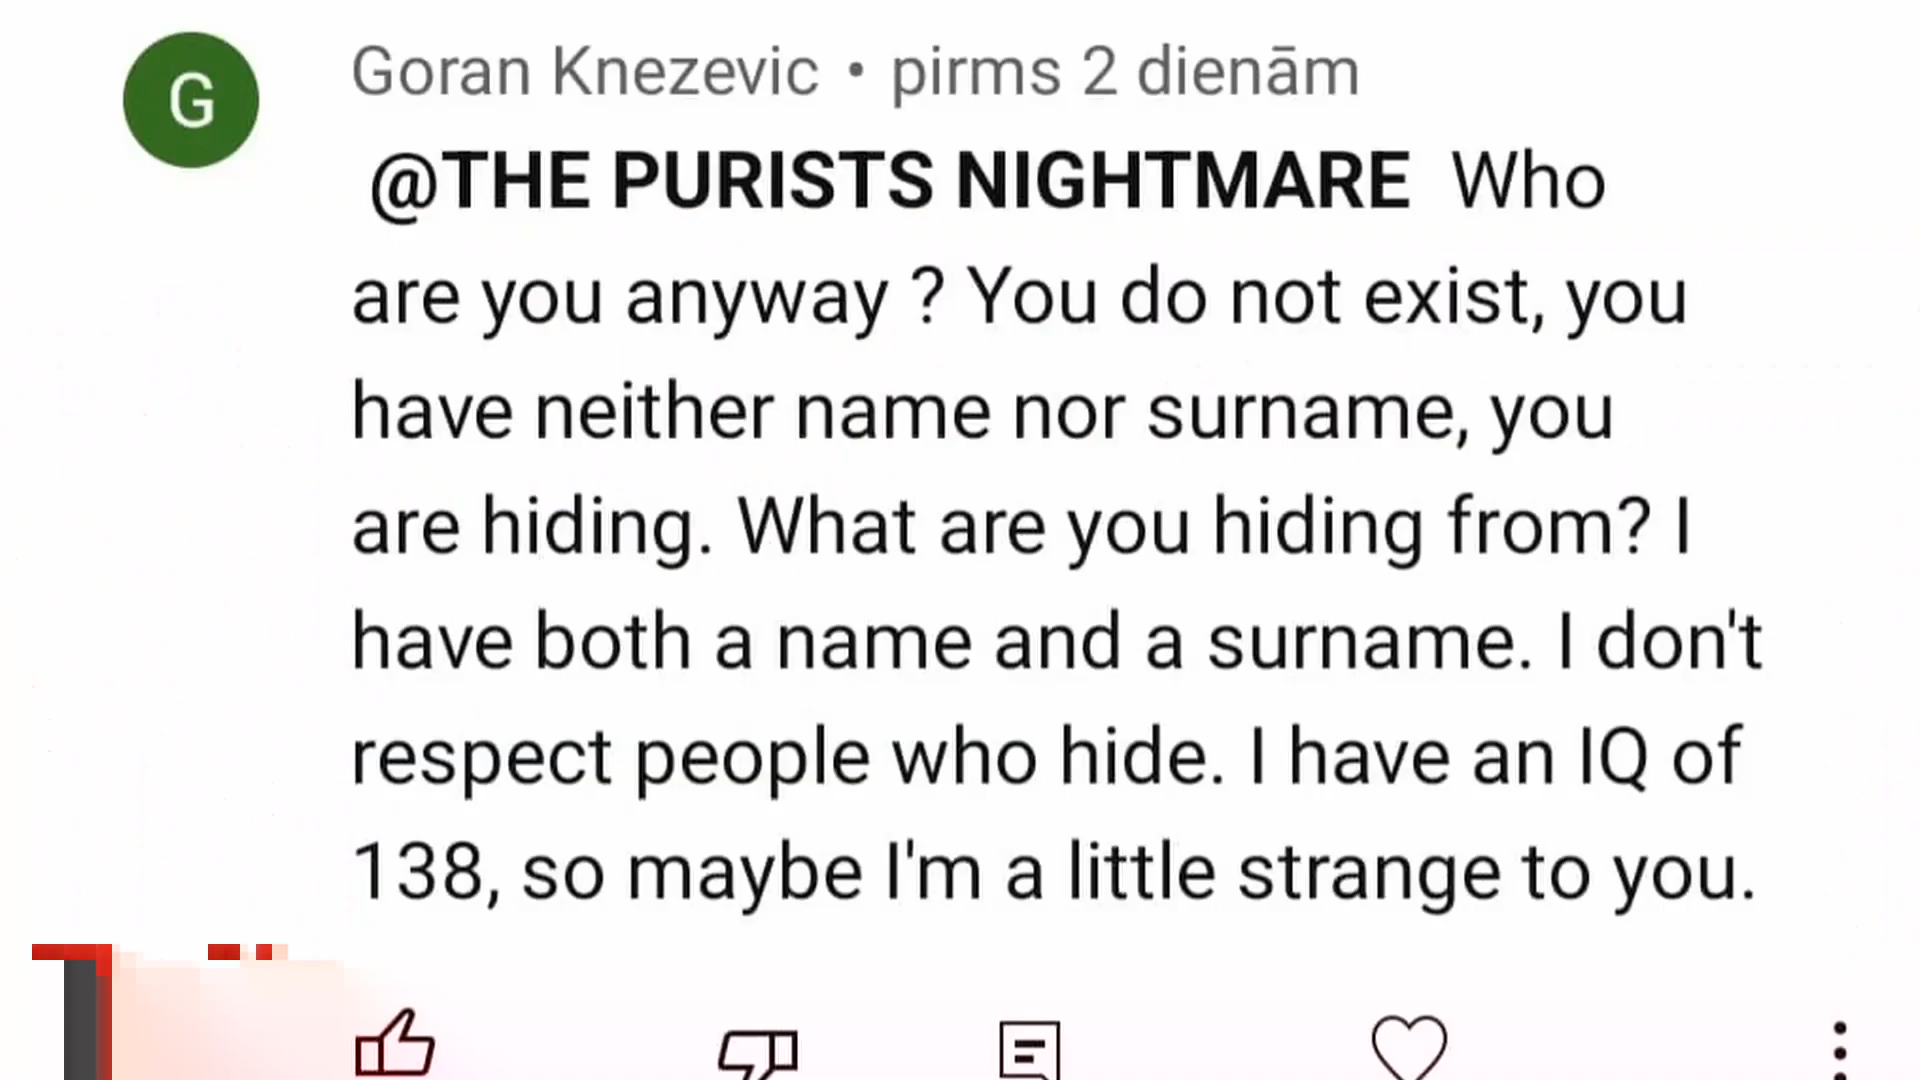 G
Goran Knezevic • pirms 2 dienām
@THE PURISTS NIGHTMARE Who
are you anyway ? You do not exist, you
have neither name nor surname, you
are hiding. What are you hiding from? I
have both a name and a surname. I don't
respect people who hide. I have an IQ of
138, so maybe I'm a little strange to you.